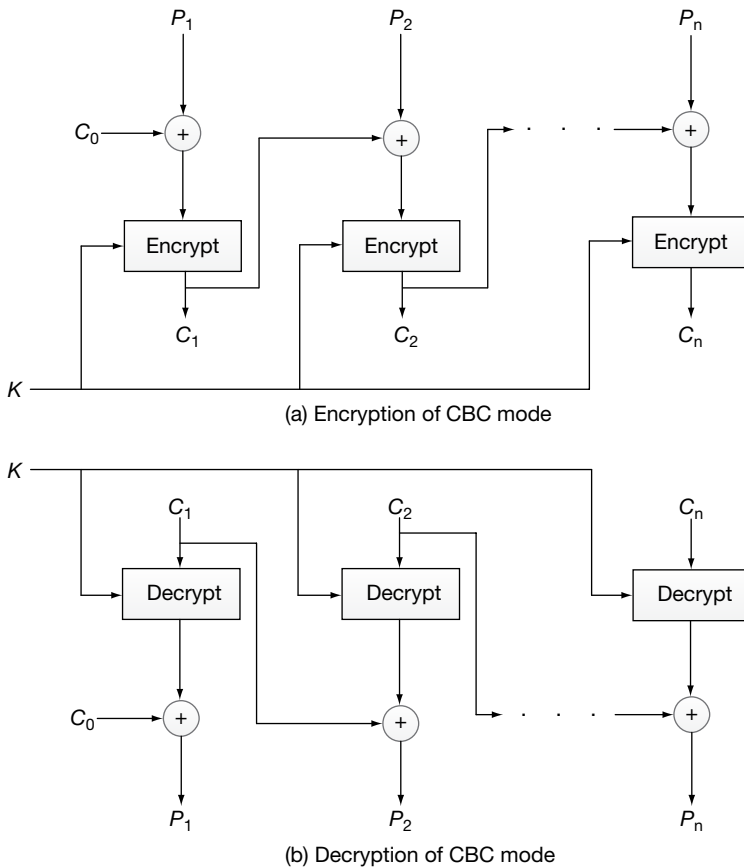 P1 P2 Pn
C0 + + · · · +
Encrypt Encrypt Encrypt
C1 C2 Cn
K
(a) Encryption of CBC mode
K
C1 C2 Cn
Decrypt Decrypt Decrypt
C0 + + · · · +
P1 P2 Pn
(b) Decryption of CBC mode